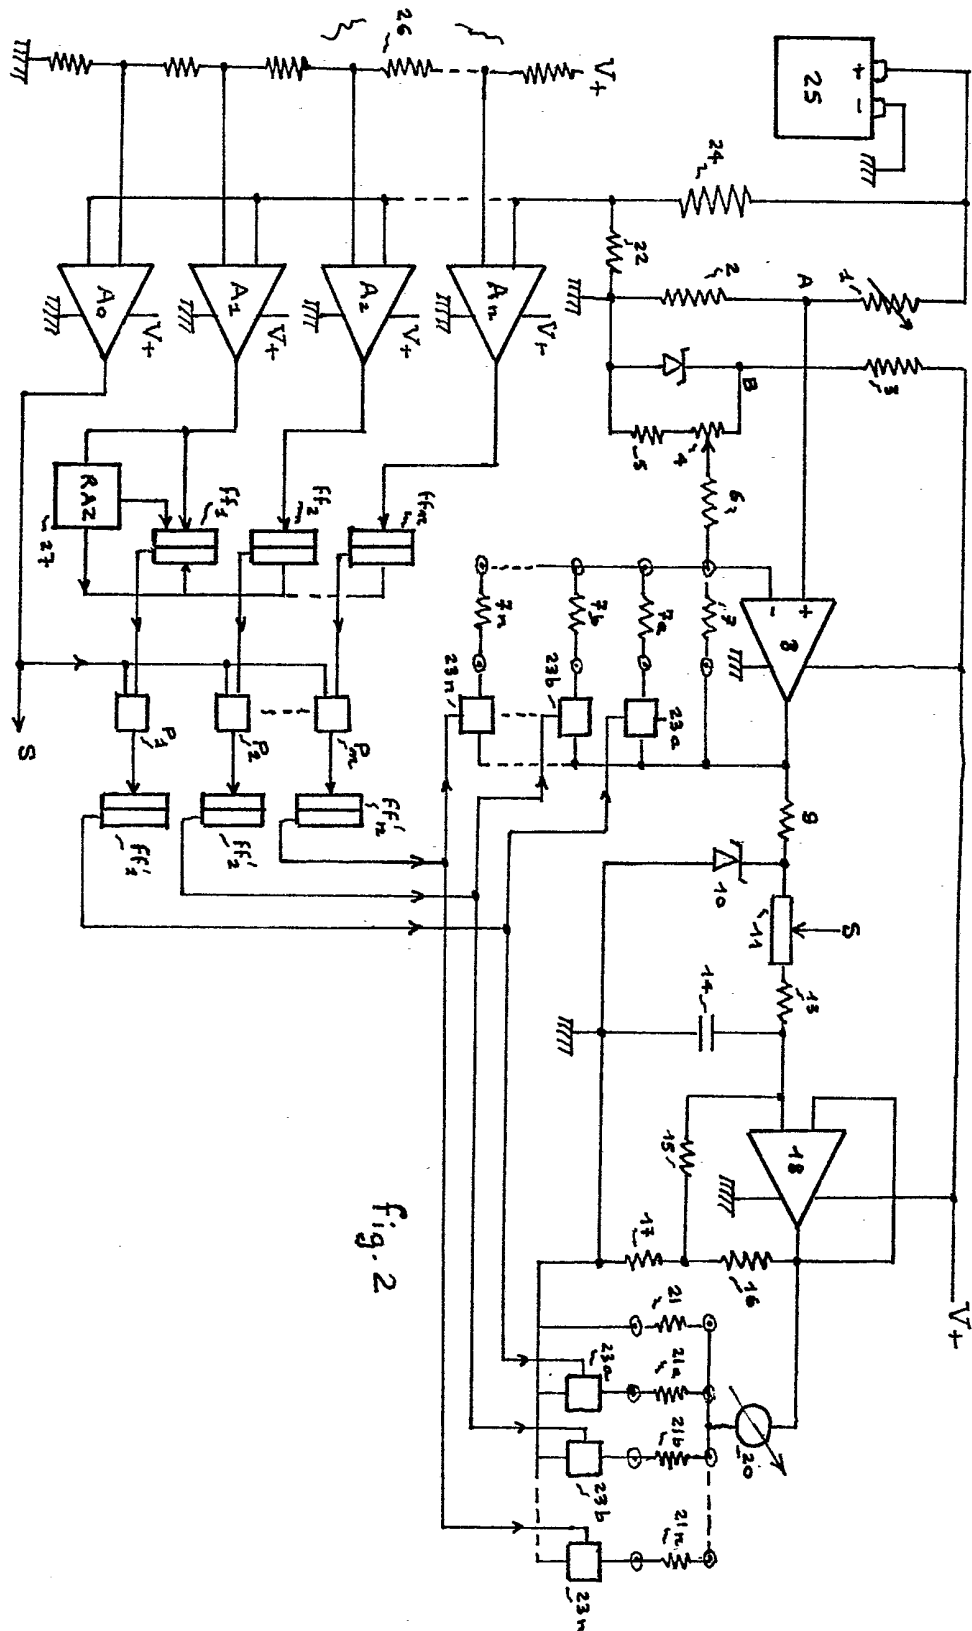 26
V+
25
+
-
24
22
2
A
1
A0
V+
A1
V+
A2
V+
An
V+
B
3
4
5
6
RAZ
27
ff1
ff2
ffn
7n
7b
7a
7
-
+
8
23n
23b
23a
S
P1
P2
Pn
ff'1
ff'2
ff'n
9
10
11
S
13
14
15
18
17
16
V+
21
21a
21b
21n
20
23a
23b
23n
fig. 2